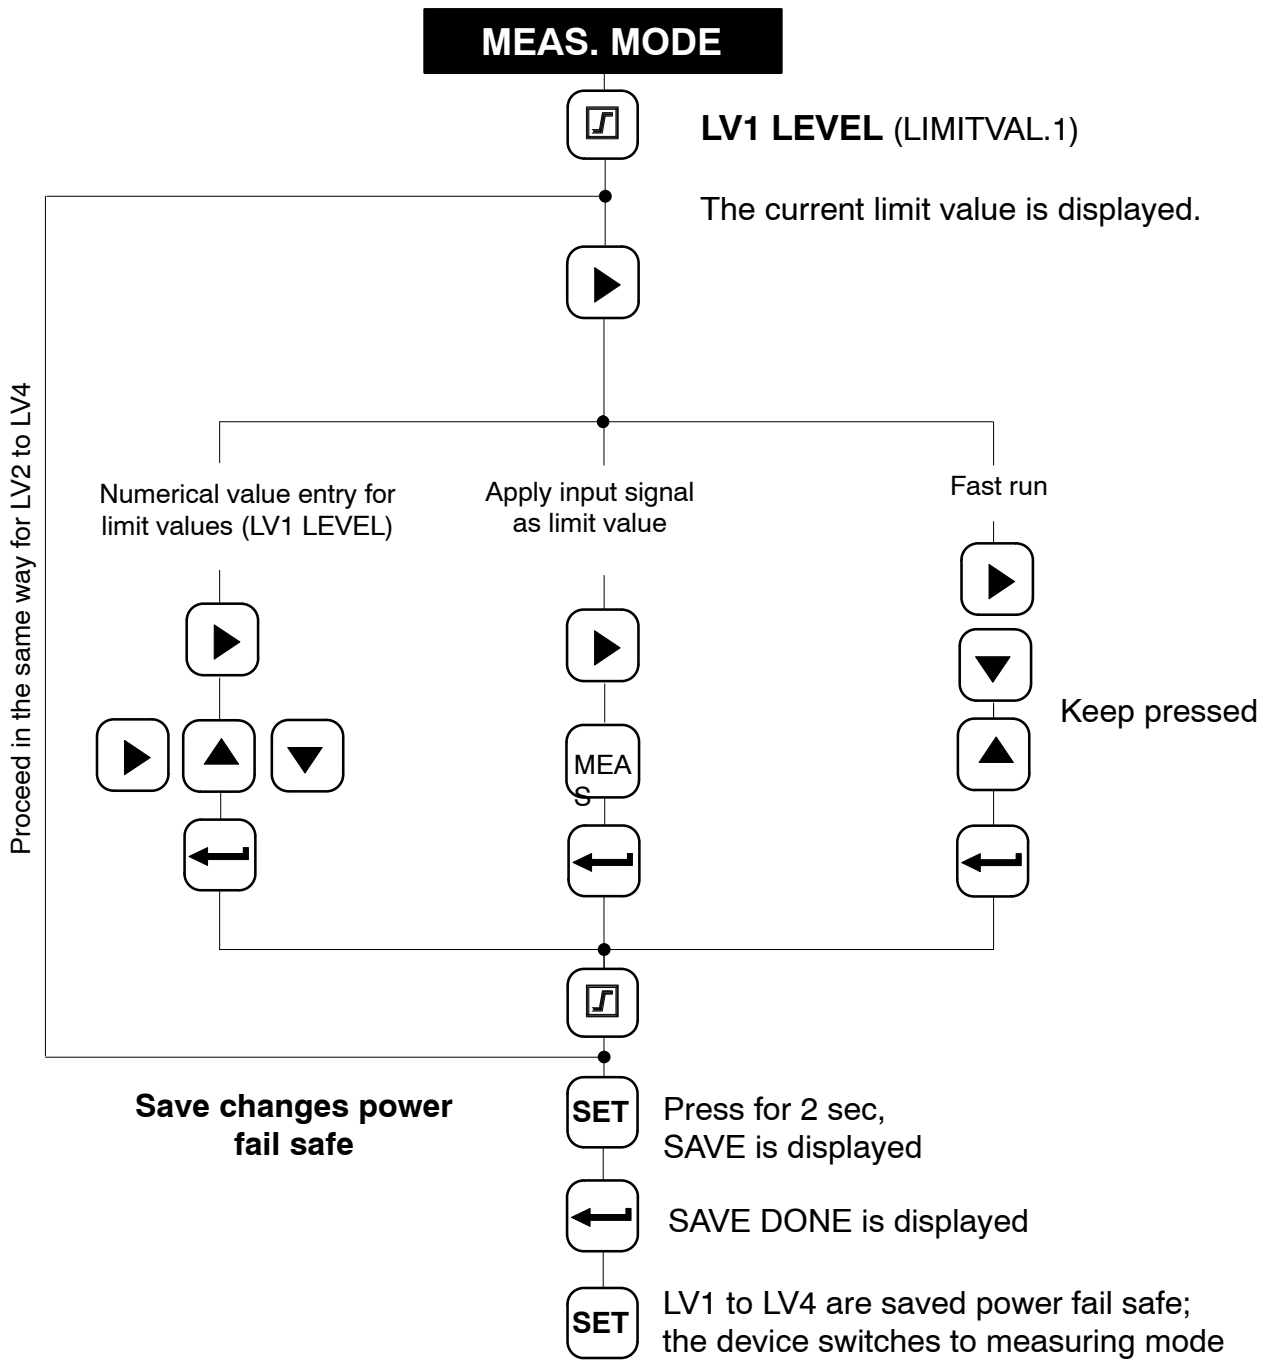 MEAS. MODE
LV1 LEVEL (LIMITVAL.1)
The current limit value is displayed.
Proceed in the same way for LV2 to LV4
Numerical value entry for
limit values (LV1 LEVEL)
Apply input signal
as limit value
Fast run
Keep pressed
MEA
S
Save changes power
fail safe
SET
Press for 2 sec,
SAVE is displayed
SAVE DONE is displayed
SET
LV1 to LV4 are saved power fail safe;
the device switches to measuring mode